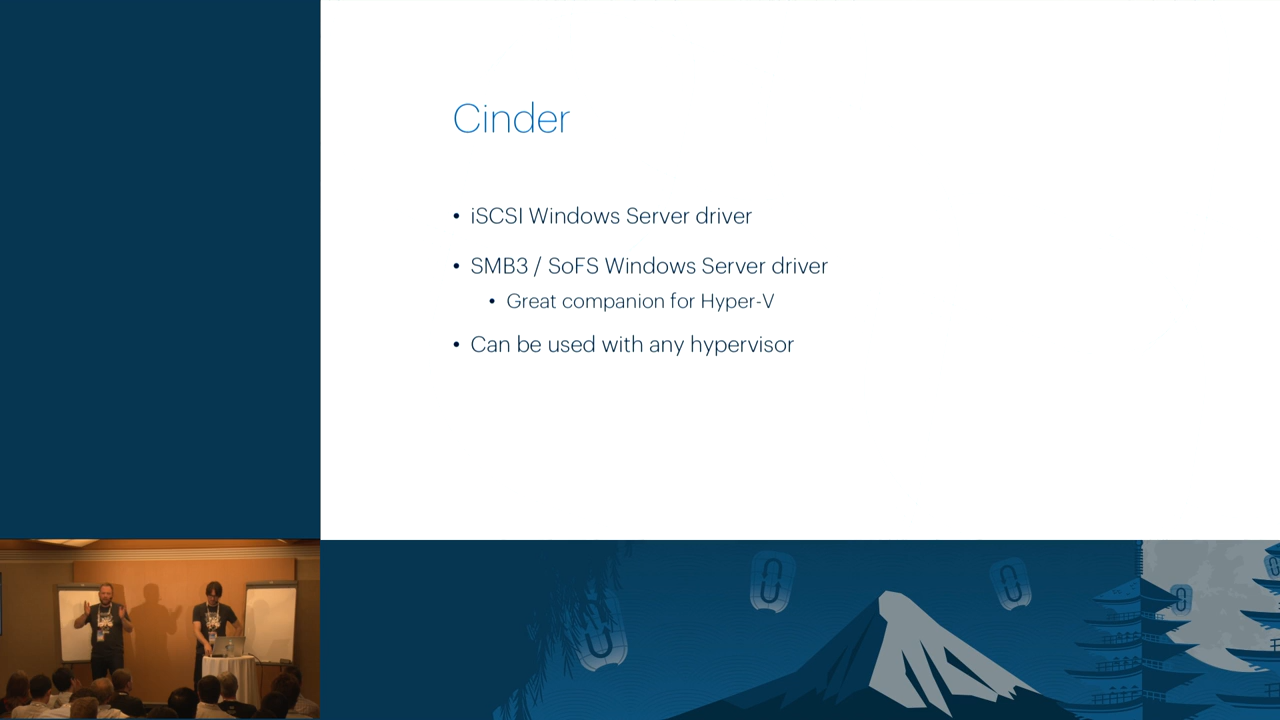 Cinder
• iSCSI Windows Server driver
• SMB3 / SoFS Windows Server driver
• Great companion for Hyper-V
• Can be used with any hypervisor